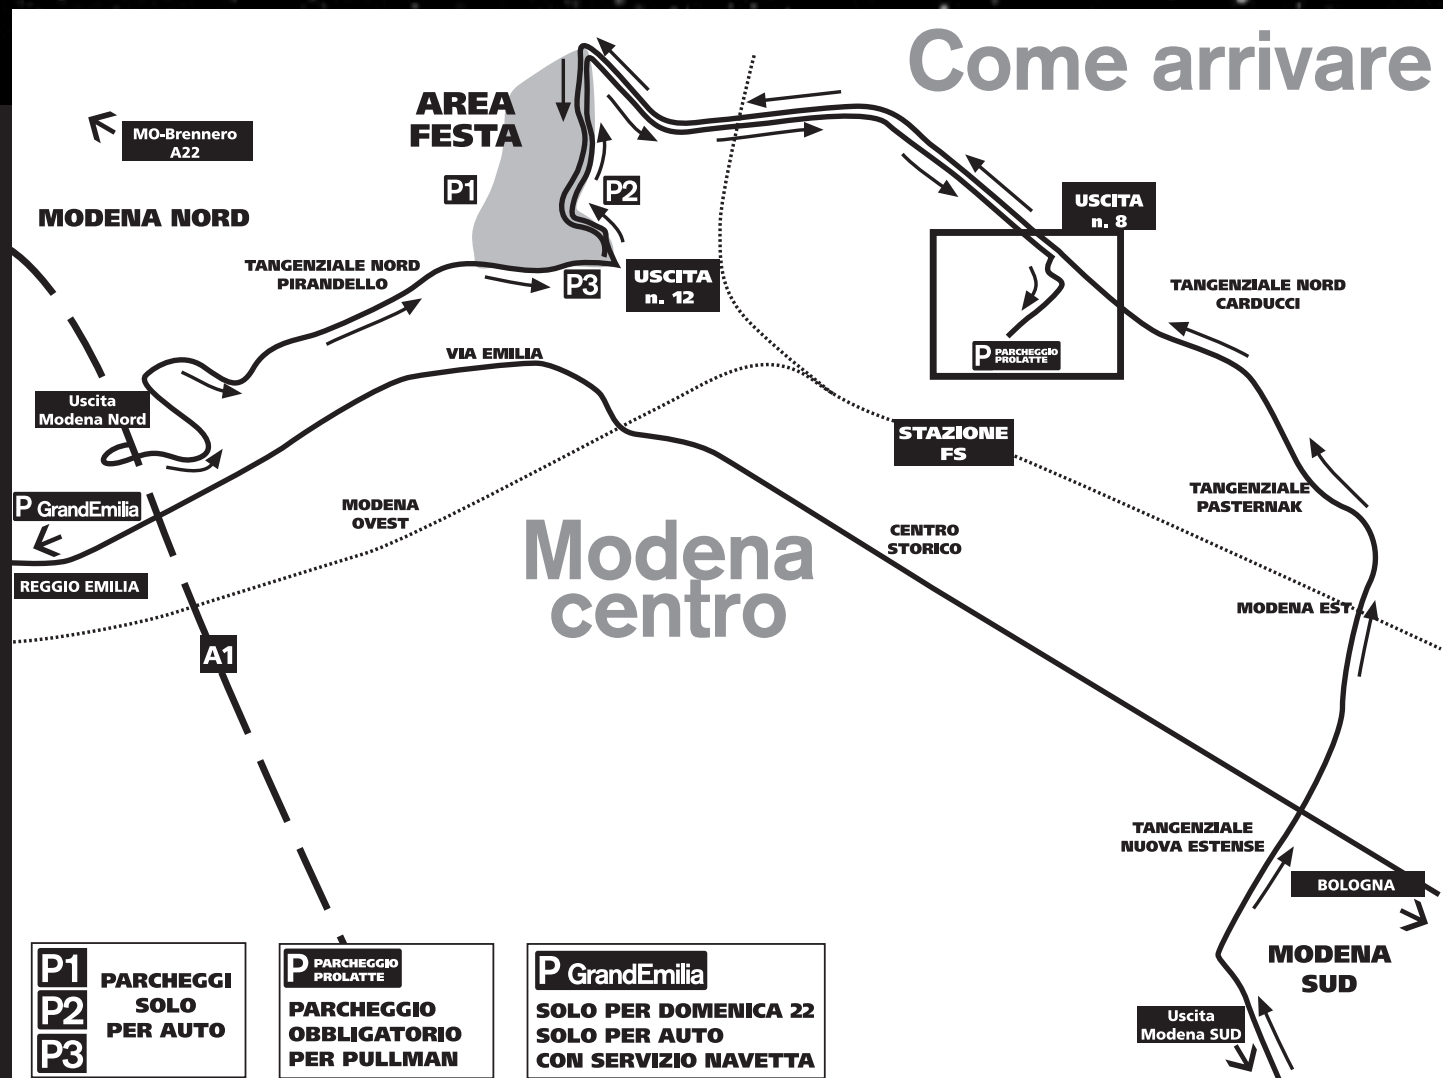 Come arrivare
AREA
FESTA
MO-Brennero
A22
P1
P2
MODENA NORD
USCITA
n. 8
TANGENZIALE NORD
PIRANDELLO
P3
USCITA
n. 12
TANGENZIALE NORD
CARDUCCI
VIA EMILIA
P PARCHEGGIO
PROLATTE
Uscita
Modena Nord
STAZIONE
FS
P GrandEmilia
MODENA
OVEST
TANGENZIALE
PASTERNAK
CENTRO
STORICO
Modena
centro
REGGIO EMILIA
MODENA EST
A1
TANGENZIALE
NUOVA ESTENSE
BOLOGNA
MODENA
SUD
Uscita
Modena SUD
P1
P2
P3
PARCHEGGI
SOLO
PER AUTO
P PARCHEGGIO
PROLATTE
PARCHEGGIO
OBBLIGATORIO
PER PULLMAN
P GrandEmilia
SOLO PER DOMENICA 22
SOLO PER AUTO
CON SERVIZIO NAVETTA